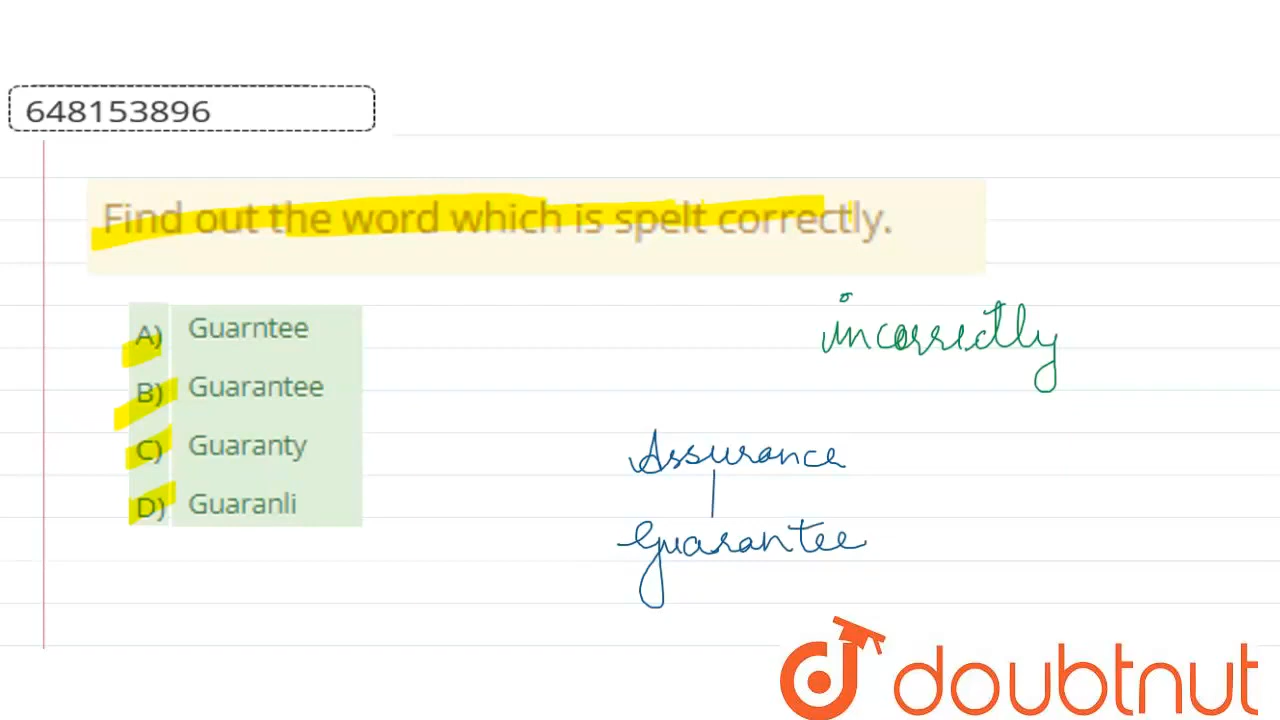 648153896
Find out the word which is spelt correctly.
A) Guarntee
incorrectly
B) Guarantee
C) Guaranty
Assurance
D) Guaranli
Guarantee
doubtnut